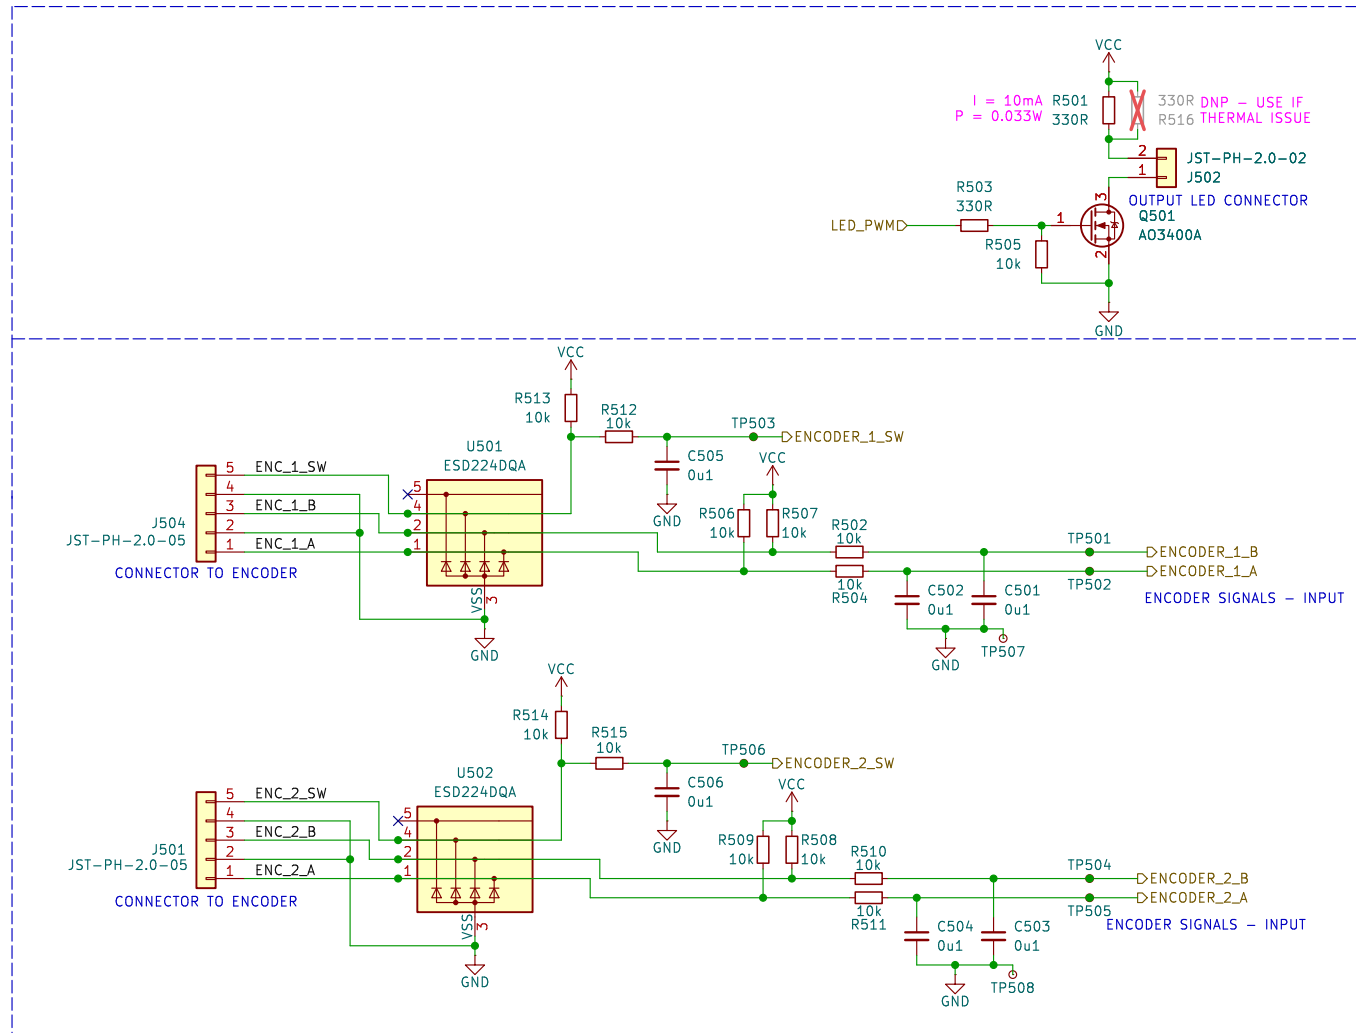 VCC
I = 10mA R501 330R DNP – USE IF
P = 0.033W 330R R516 THERMAL ISSUE
2 JST-PH-2.0-02
1 J502
OUTPUT LED CONNECTOR
R503
330R
3
Q501
AO3400A
LED_PWM
1
R505
10k
2
GND
VCC
R513
10k
R512
10k
TP503
ENCODER_1_SW
U501
ESD224DQA
C505
0u1
GND
VCC
5 ENC_1_SW
4
3 ENC_1_B
2
1 ENC_1_A
J504
JST-PH-2.0-05
CONNECTOR TO ENCODER
5
4
2
1
VSS
3
GND
R506
10k
R507
10k
R502
10k
10k
R504
TP501
ENCODER_1_B
TP502
ENCODER_1_A
C502
0u1
C501
0u1
ENCODER SIGNALS – INPUT
GND
TP507
VCC
R514
10k
R515
10k
TP506
ENCODER_2_SW
U502
ESD224DQA
C506
0u1
GND
VCC
5 ENC_2_SW
4
3 ENC_2_B
2
1 ENC_2_A
J501
JST-PH-2.0-05
CONNECTOR TO ENCODER
5
4
2
1
VSS
3
GND
R509
10k
R508
10k
R510
10k
10k
R511
TP504
ENCODER_2_B
TP505
ENCODER_2_A
C504
0u1
C503
0u1
ENCODER SIGNALS – INPUT
GND
TP508